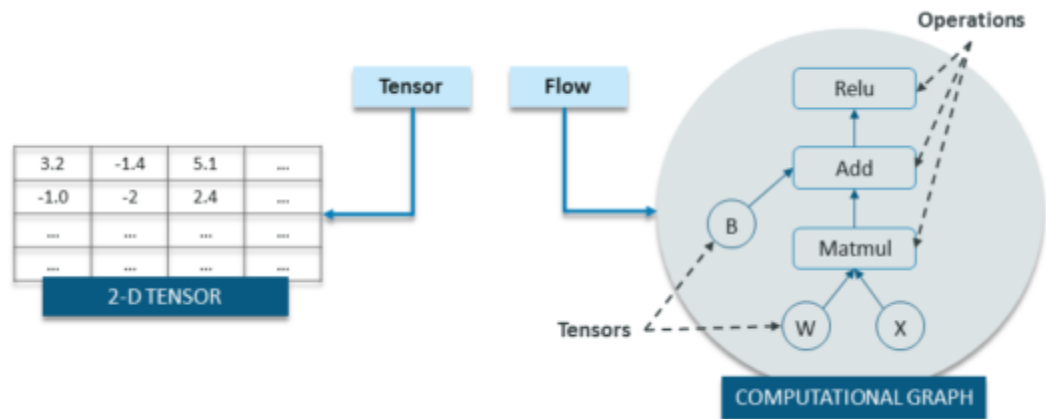 Operations
Tensor
Flow
Relu
3.2 -1.4 5.1 ...
Add
-1.0 -2 2.4 ...
... ... ... ...
B
... ... ... ...
Matmul
2-D TENSOR
Tensors
W
X
COMPUTATIONAL GRAPH